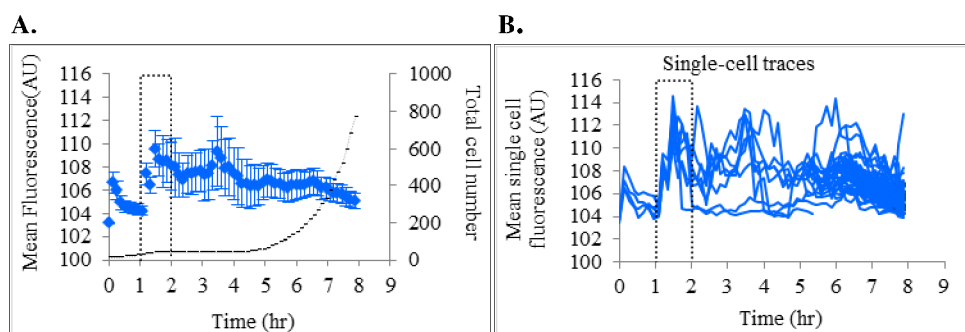 A.
Mean Fluorescence(AU)
116
114
112
110
108
106
104
102
100
1000
800
600
400
200
0
Total cell number
0 1 2 3 4 5 6 7 8 9
Time (hr)
B.
Single-cell traces
Mean single cell
fluorescence (AU)
116
114
112
110
108
106
104
102
100
0 1 2 3 4 5 6 7 8 9
Time (hr)